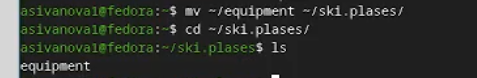 asivanova1@fedora:~$ mv ~/equipment ~/ski.plases/
asivanova1@fedora:~$ cd ~/ski.plases/
asivanova1@fedora:~/ski.plases$ ls
equipment